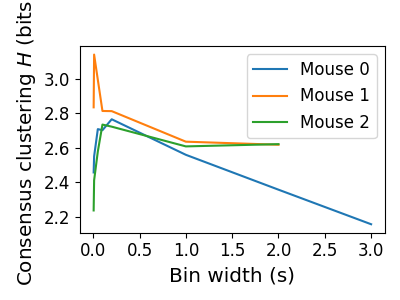 Consensus clustering H (bits
3.0
2.8
2.6
2.4
2.2
0.0 0.5 1.0 1.5 2.0 2.5 3.0
Bin width (s)
Mouse 0
Mouse 1
Mouse 2